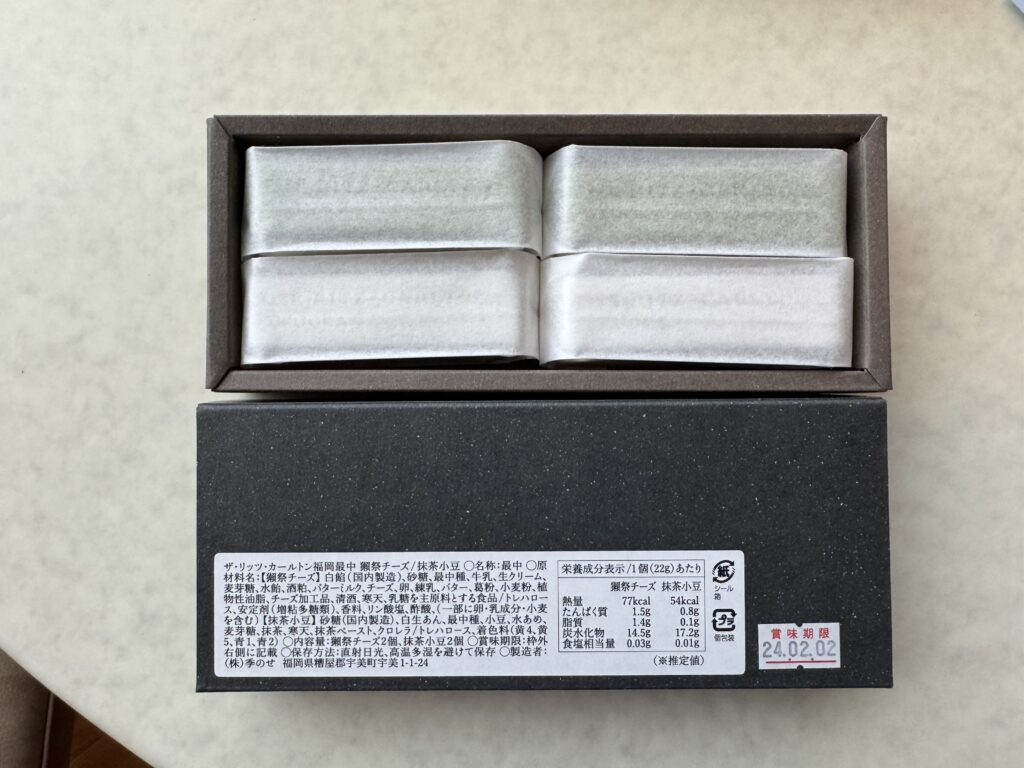 ザ・リッツ・カールトン福岡最中 獺祭チーズ/抹茶小豆 〇名称:最中 〇原
材料名:【獺祭チーズ】 白餡(国内製造)、砂糖、最中種、牛乳、生クリーム、
麦芽糖、水飴、酒粕、バターミルク、チーズ、卵、練乳、バター、葛粉、小麦粉、植
物性油脂、チーズ加工品、清酒、寒天、乳糖を主原料とする食品/トレハロー
ス、安定剤(増粘多糖類)、香料、リン酸塩、酢酸、(一部に卵・乳成分・小麦
を含む) 【抹茶小豆】 砂糖(国内製造)、白生あん、最中種、小豆、水あめ、
麦芽糖、抹茶、寒天、抹茶ペースト、クロレラ/トレハロース、着色料(黄4、黄
5、青1、青2) 〇内容量:獺祭チーズ2個、抹茶小豆2個 〇賞味期限:枠外
右側に記載 〇保存方法:直射日光、高温多湿を避けて保存 〇製造者:
(株)季のせ 福岡県糟屋郡宇美町宇美1-1-24
栄養成分表示/1個(22g)あたり
獺祭チーズ 抹茶小豆
熱量 77kcal 54kcal
たんぱく質 1.5g 0.8g
脂質 1.4g 0.1g
炭水化物 14.5g 17.2g
食塩相当量 0.03g 0.01g
(※推定値)
紙
シール
箱
プラ
個包装
賞味期限
24.02.02